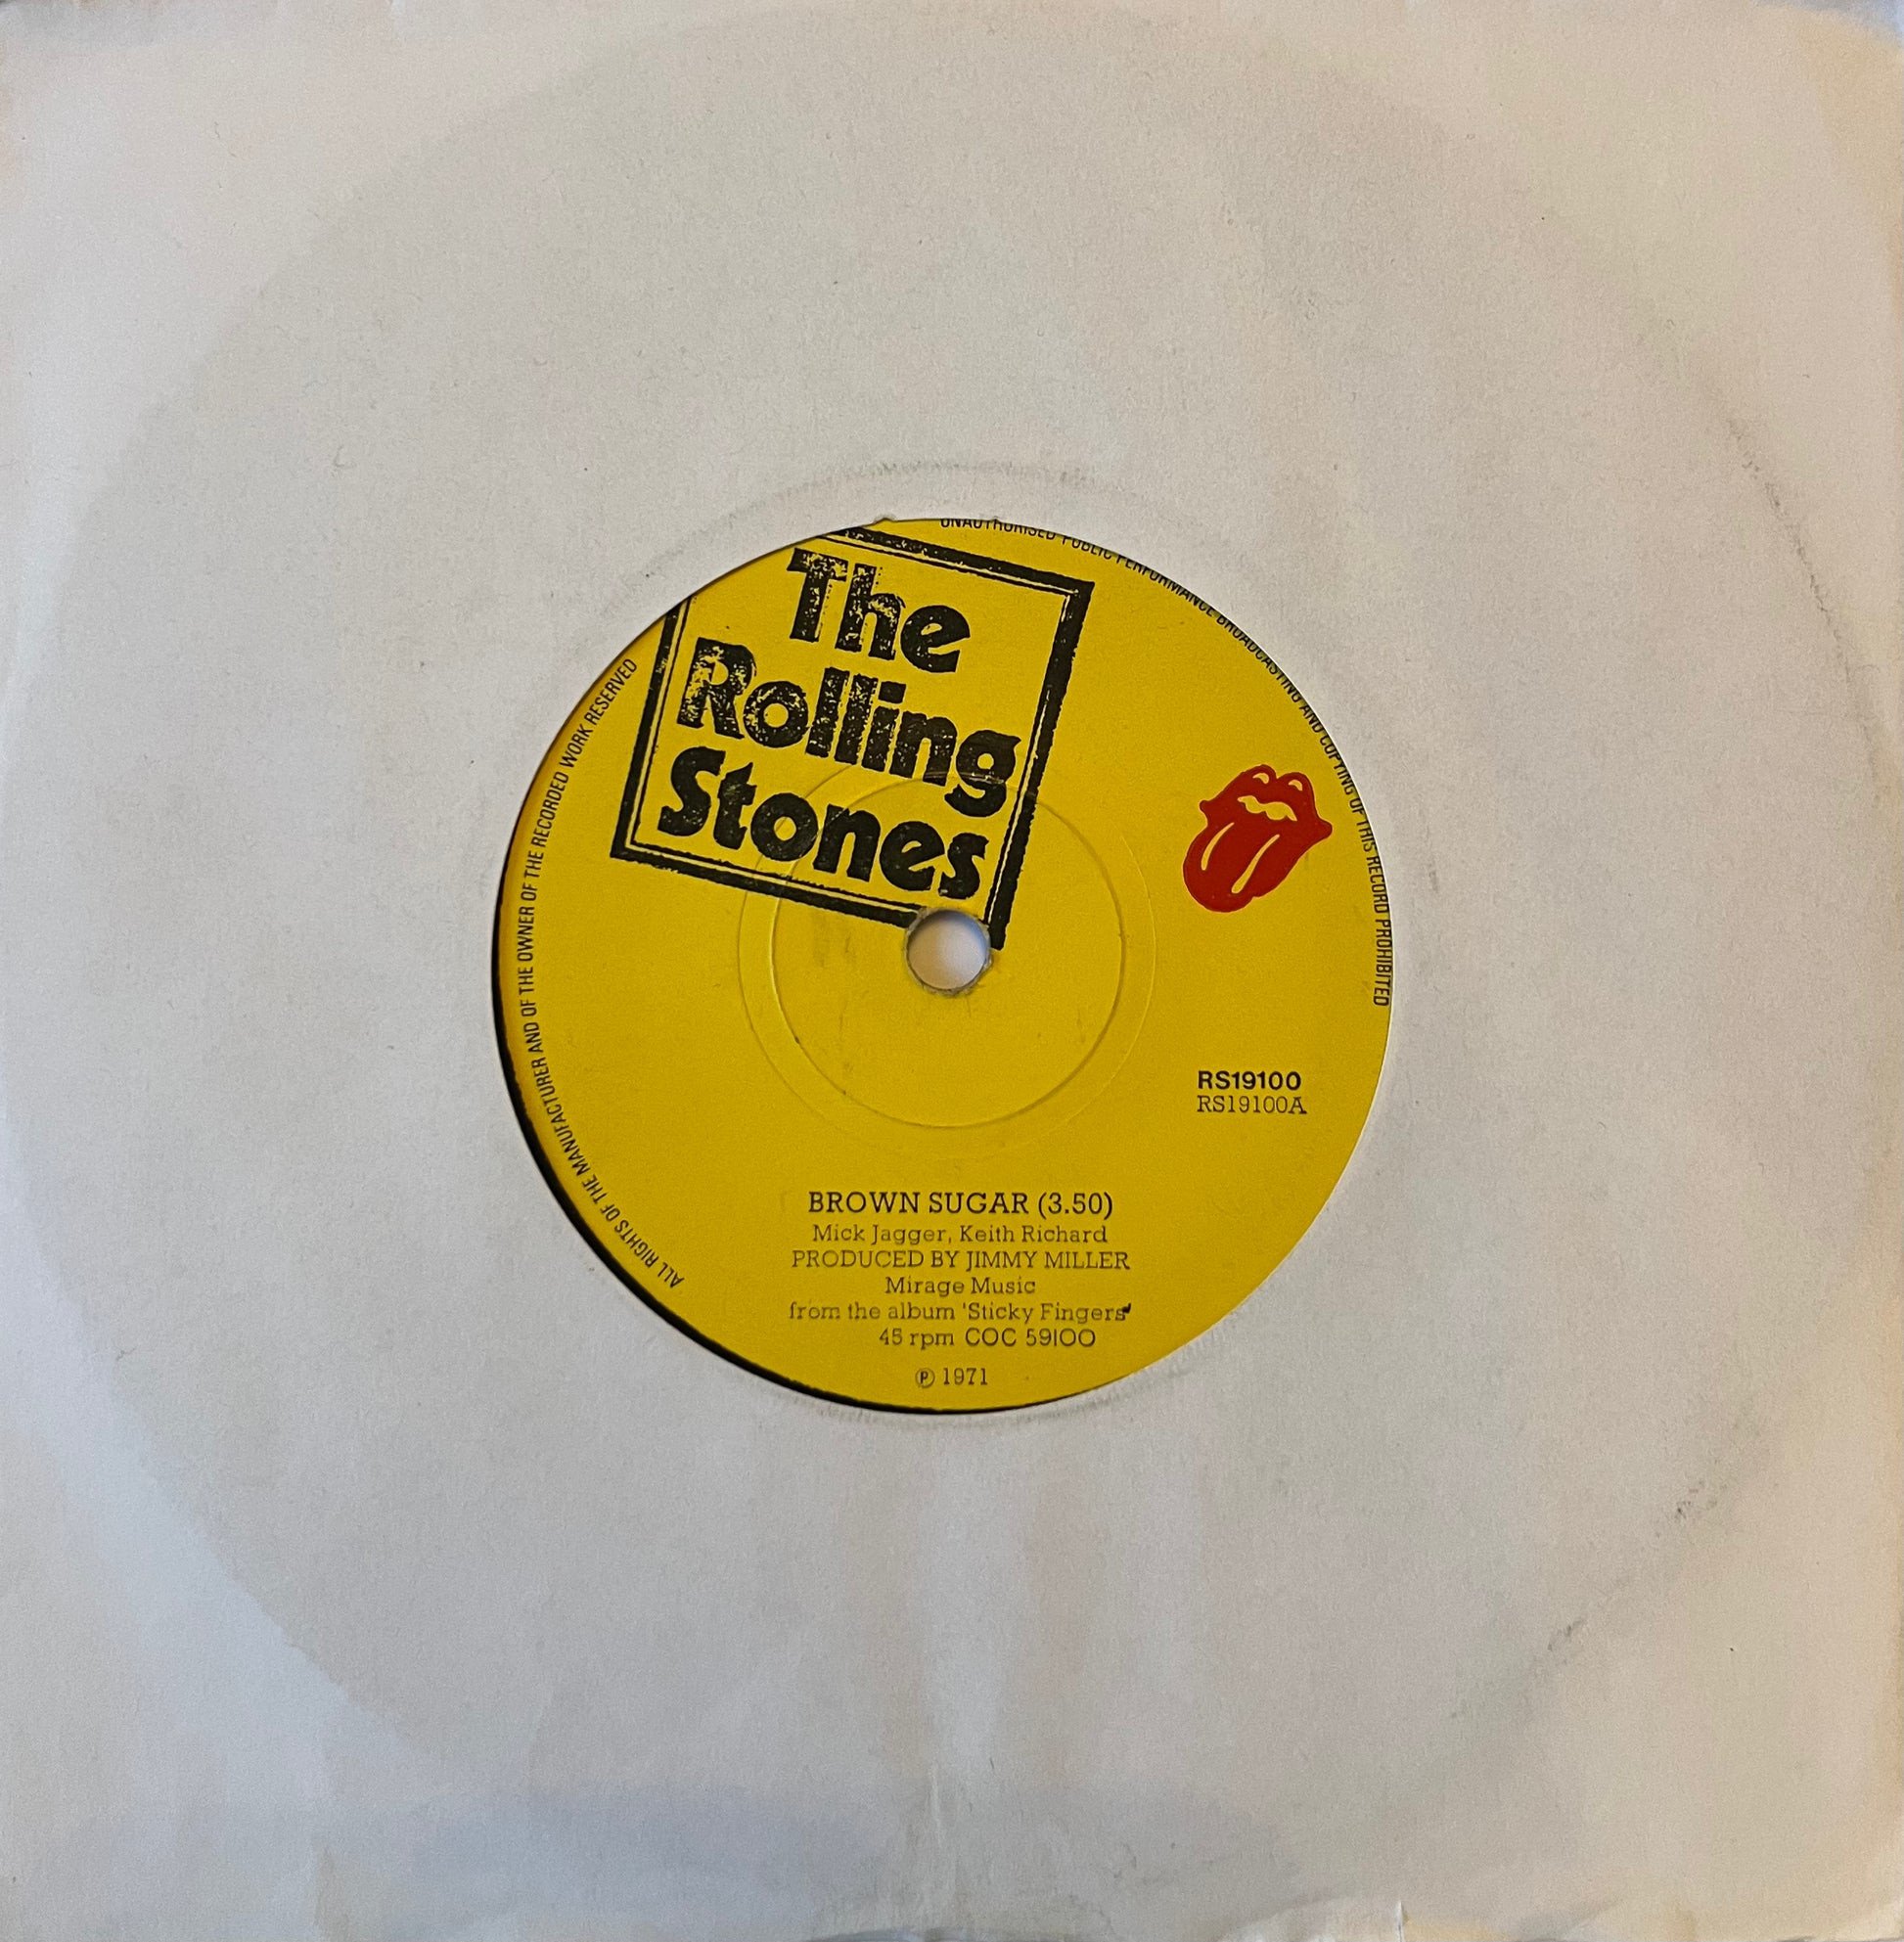 The
Rolling
Stones
UNAUTHORISED PUBLIC PERFORMANCE BROADCASTING AND COPYING OF THIS RECORD PROHIBITED
ALL RIGHTS OF THE MANUFACTURER AND OF THE OWNER OF THE RECORDED WORK RESERVED
RS19100
RS19100A
BROWN SUGAR (3.50)
Mick Jagger, Keith Richard
PRODUCED BY JIMMY MILLER
Mirage Music
from the album 'Sticky Fingers'
45 rpm COC 59100
℗ 1971